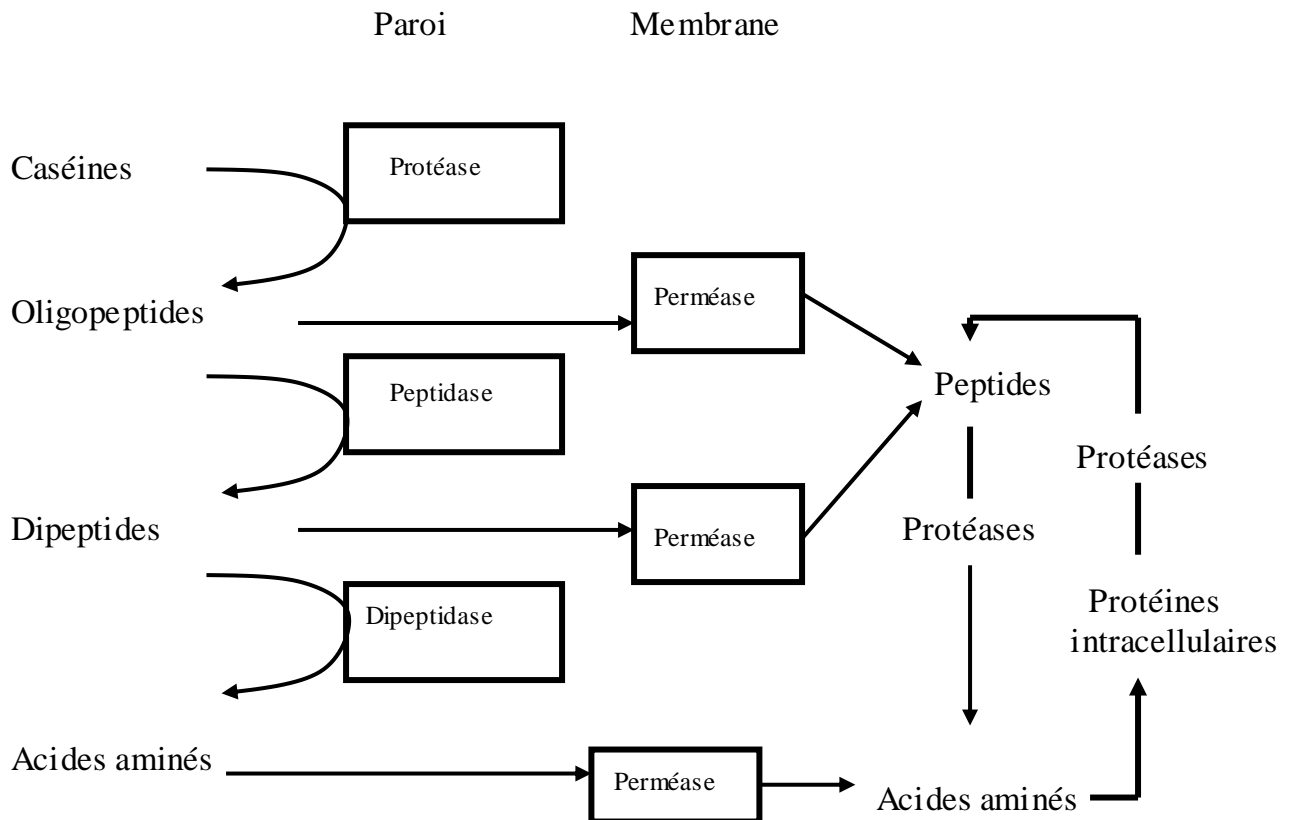 Paroi Membrane
Caséines
Protéase
Oligopeptides
Perméase
Peptidase
Peptides
Protéases
Dipeptides
Perméase
Protéases
Dipeptidase
Protéines
intracellulaires
Acides aminés
Perméase
Acides aminés